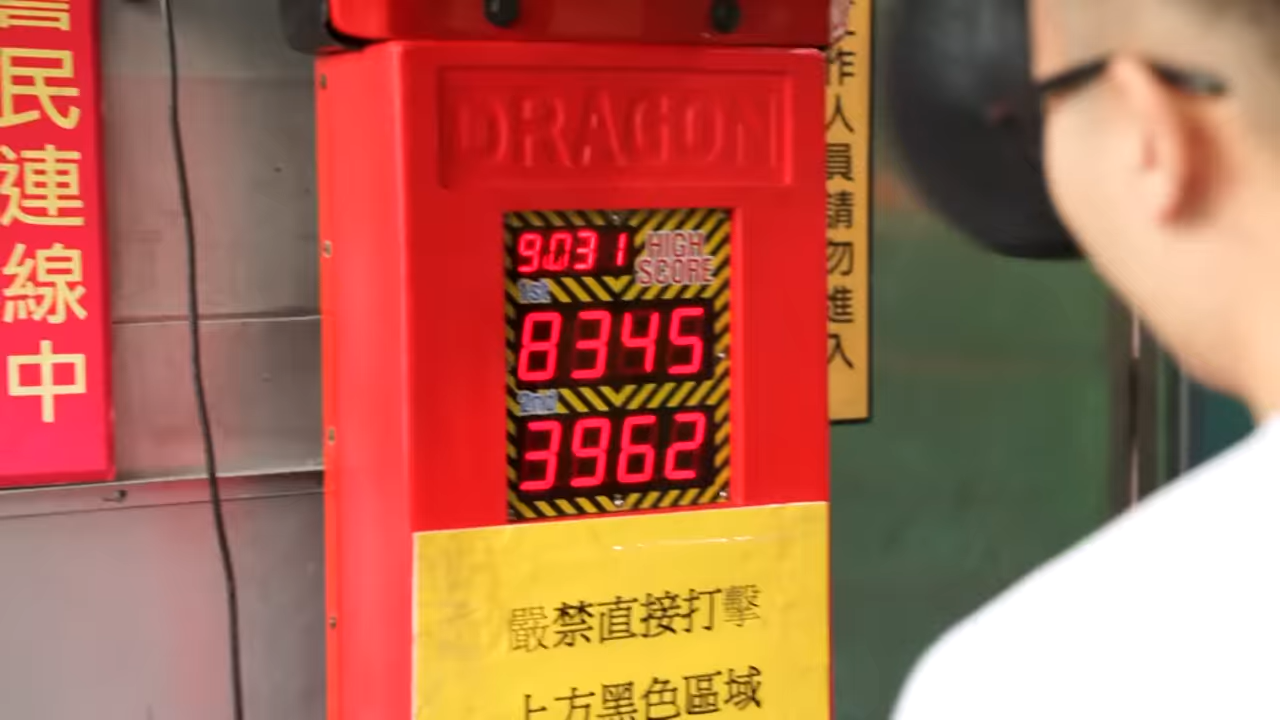 民連線中
DRAGON
9031
HIGH
SCORE
1st
8345
2nd
3962
嚴禁直接打擊
上方黑色區域
作人員請勿進入